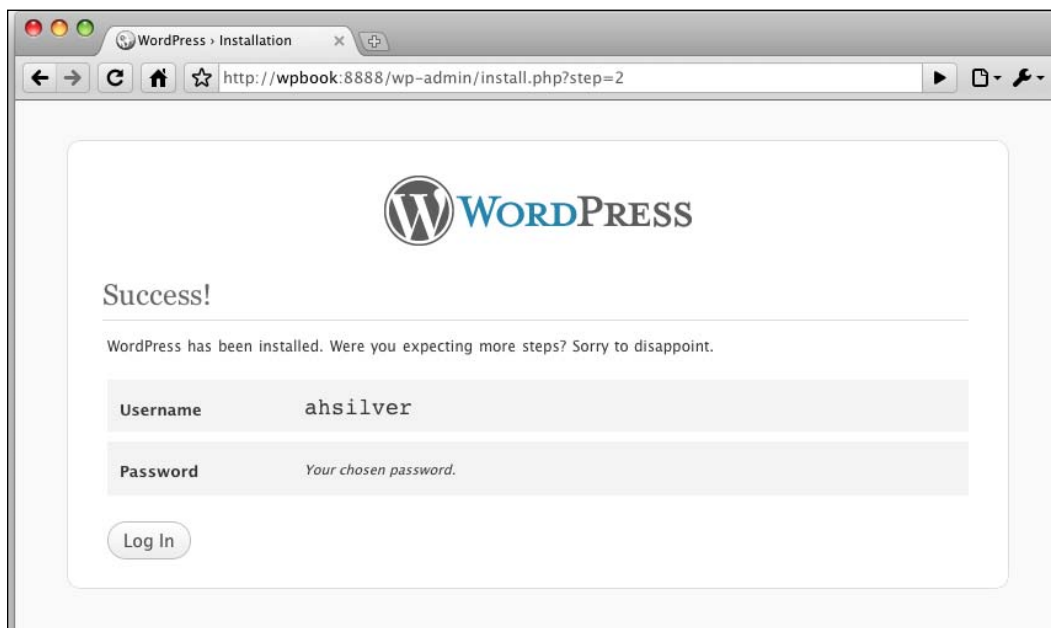 WordPress › Installation
http://wpbook:8888/wp-admin/install.php?step=2
WORDPRESS
Success!
WordPress has been installed. Were you expecting more steps? Sorry to disappoint.
Username ahsilver
Password Your chosen password.
Log In